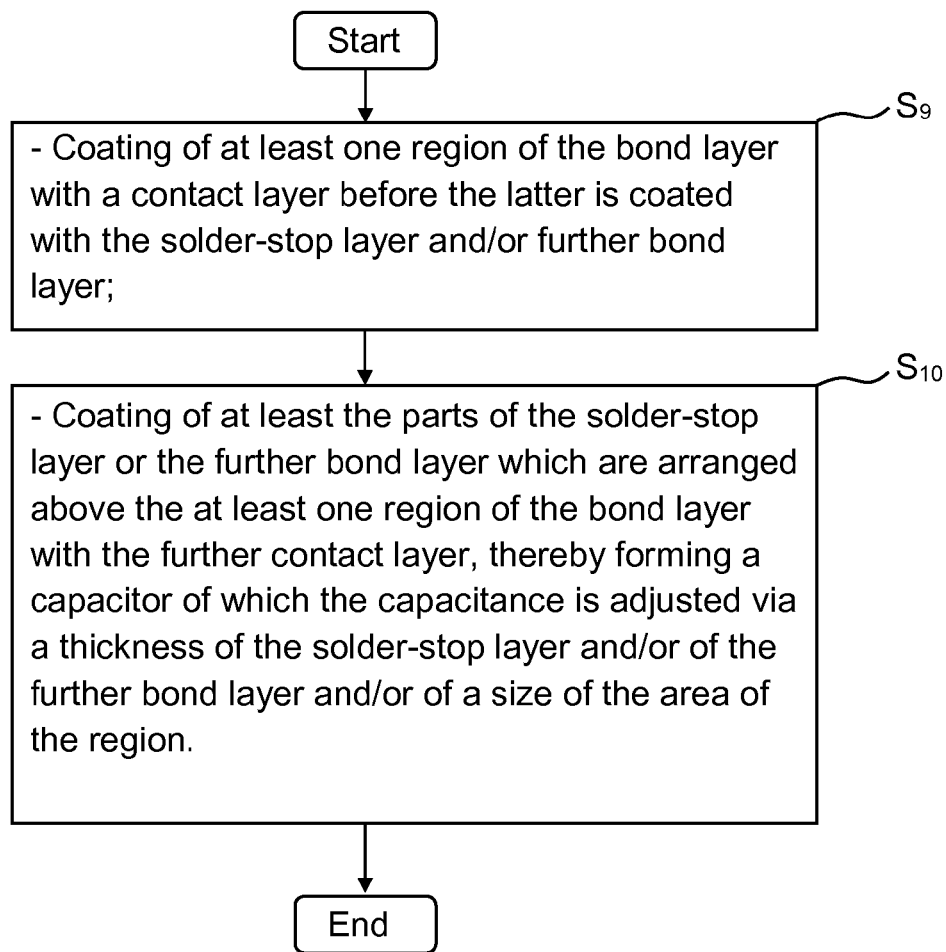 Start
S9
- Coating of at least one region of the bond layer
with a contact layer before the latter is coated
with the solder-stop layer and/or further bond
layer;
S10
- Coating of at least the parts of the solder-stop
layer or the further bond layer which are arranged
above the at least one region of the bond layer
with the further contact layer, thereby forming a
capacitor of which the capacitance is adjusted via
a thickness of the solder-stop layer and/or of the
further bond layer and/or of a size of the area of
the region.
End